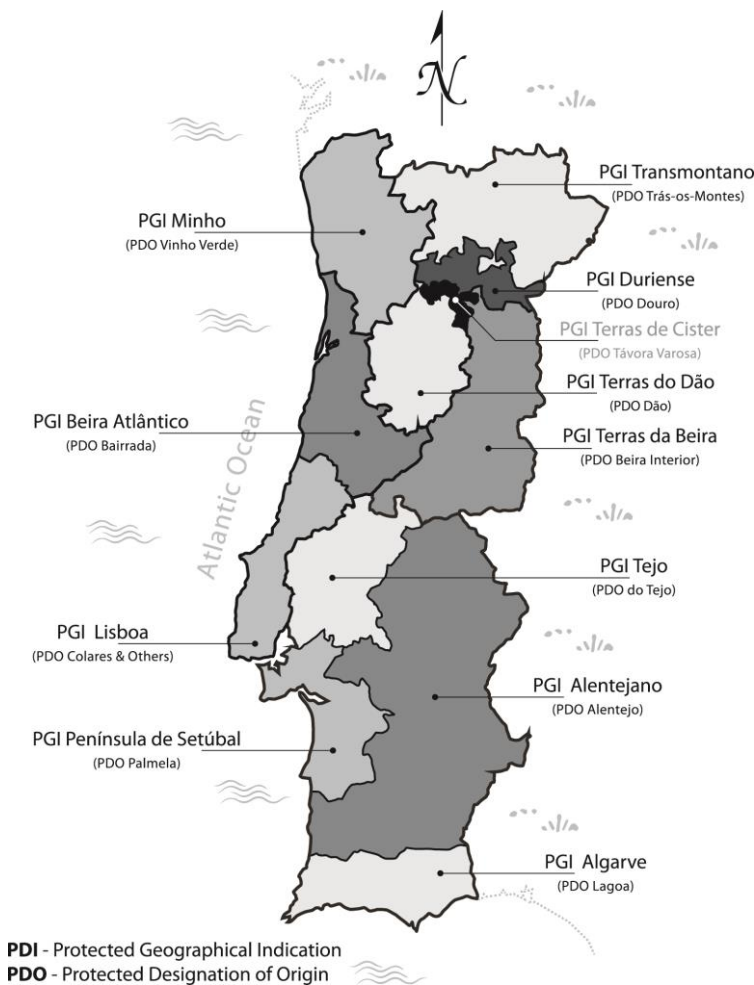 N
PGI Transmontano
(PDO Trás-os-Montes)
PGI Minho
(PDO Vinho Verde)
PGI Duriense
(PDO Douro)
PGI Terras de Cister
(PDO Távora Varosa)
PGI Terras do Dão
(PDO Dão)
PGI Beira Atlântico
(PDO Bairrada)
PGI Terras da Beira
(PDO Beira Interior)
Atlantic Ocean
PGI Tejo
(PDO do Tejo)
PGI Lisboa
(PDO Colares & Others)
PGI Alentejano
(PDO Alentejo)
PGI Península de Setúbal
(PDO Palmela)
PGI Algarve
(PDO Lagoa)
PDI - Protected Geographical Indication
PDO - Protected Designation of Origin